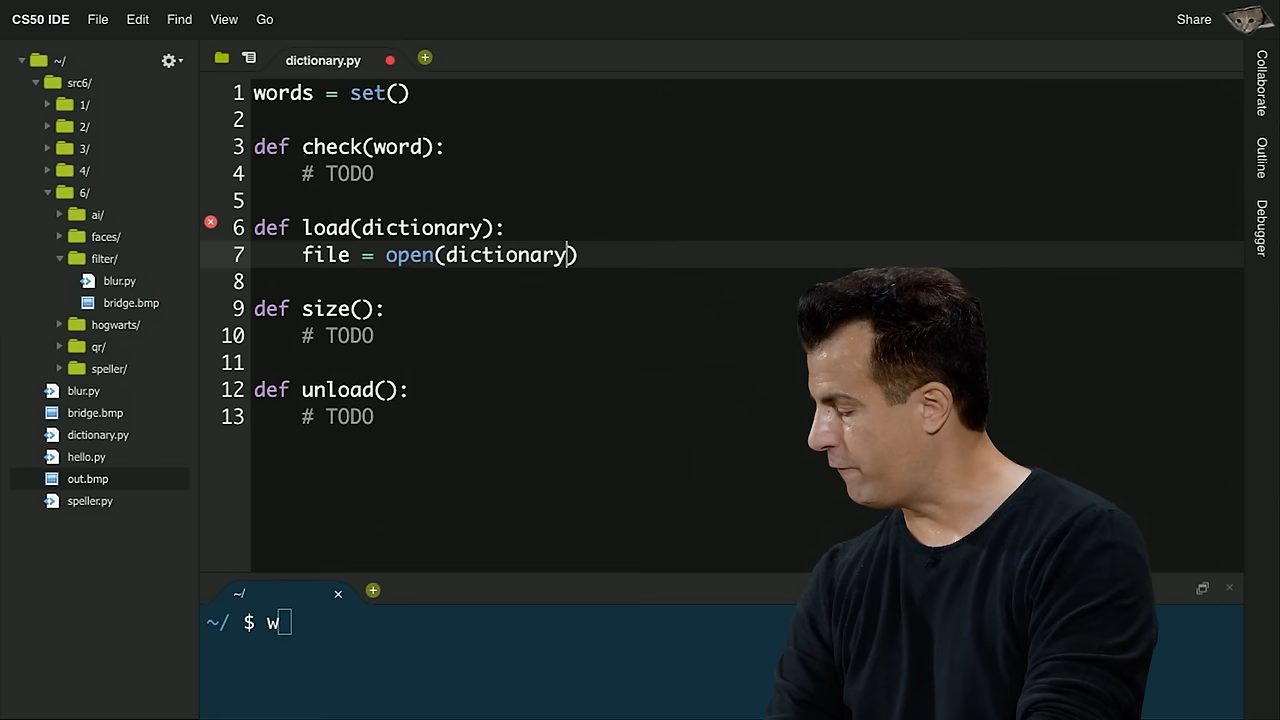 CS50 IDE File Edit Find View Go Share
~/
src6/
1/
2/
3/
4/
6/
ai/
faces/
filter/
blur.py
bridge.bmp
hogwarts/
qr/
speller/
blur.py
bridge.bmp
dictionary.py
hello.py
out.bmp
speller.py
dictionary.py
1 words = set()
2
3 def check(word):
4     # TODO
5
6 def load(dictionary):
7     file = open(dictionary)
8
9 def size():
10     # TODO
11
12 def unload():
13     # TODO
~/
~/ $ w
Collaborate
Outline
Debugger